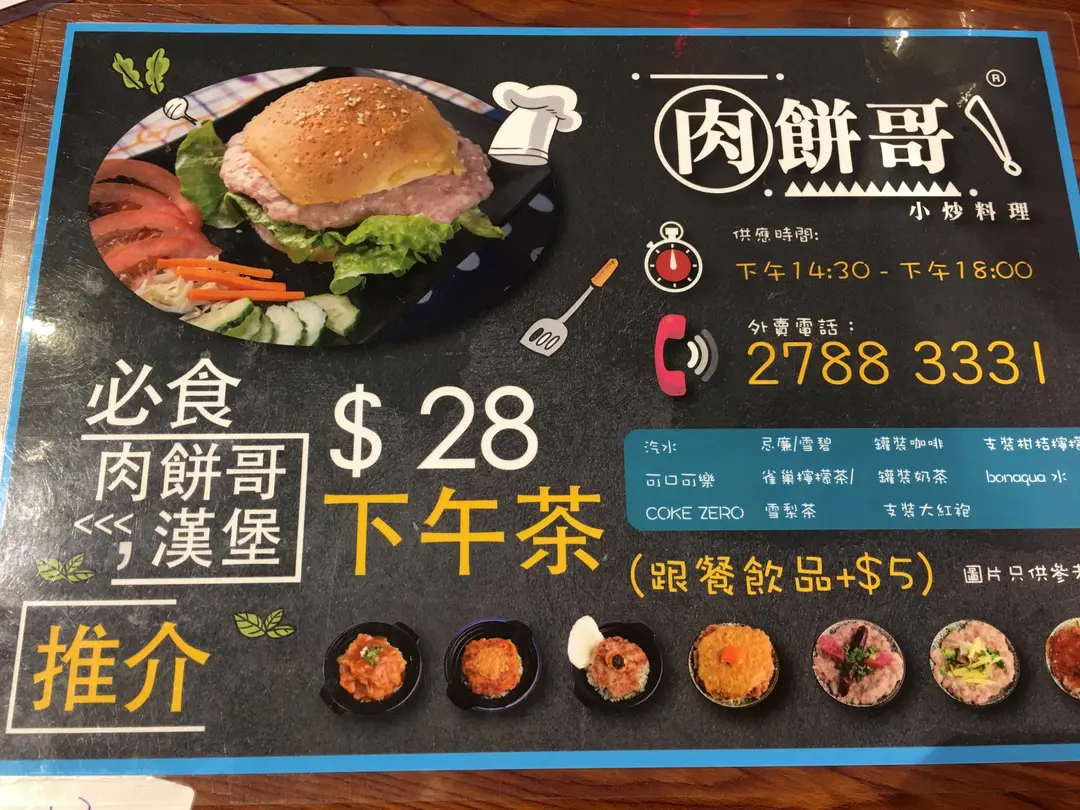 肉餅哥
®
小炒料理
供應時間:
下午14:30 - 下午18:00
外賣電話：
2788 3331
必食
肉餅哥
<<<, 漢堡
$ 28
下午茶
汽水 忌廉/雪碧 罐裝咖啡 支裝柑桔檸檬
可口可樂 雀巢檸檬茶/ 罐裝奶茶 bonaqua 水
COKE ZERO 雪梨茶 支裝大紅袍
(跟餐飲品+$5)
圖片只供參考
推介